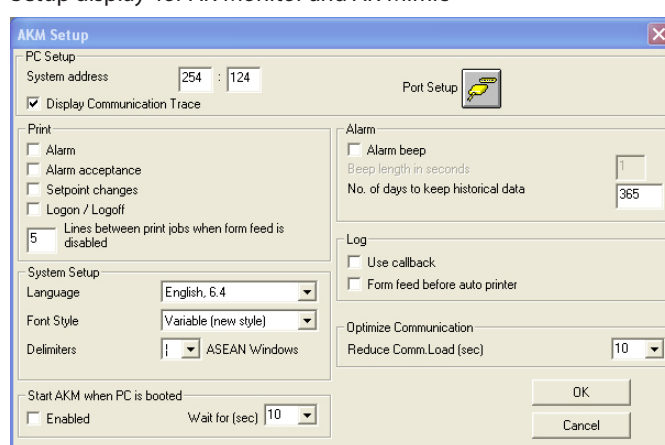 Setup display for AK monitor and AK mimic
AKM Setup
PC Setup
System address 254 : 124
Display Communication Trace
Port Setup
Print
Alarm
Alarm acceptance
Setpoint changes
Logon / Logoff
5 Lines between print jobs when form feed is
disabled
Alarm
Alarm beep
Beep length in seconds 1
No. of days to keep historical data 365
Log
Use callback
Form feed before auto printer
System Setup
Language English, 6.4
Font Style Variable (new style)
Delimiters ¦ ASEAN Windows
Optimize Communication
Reduce Comm.Load (sec) 10
Start AKM when PC is booted
Enabled Wait for (sec) 10
OK
Cancel